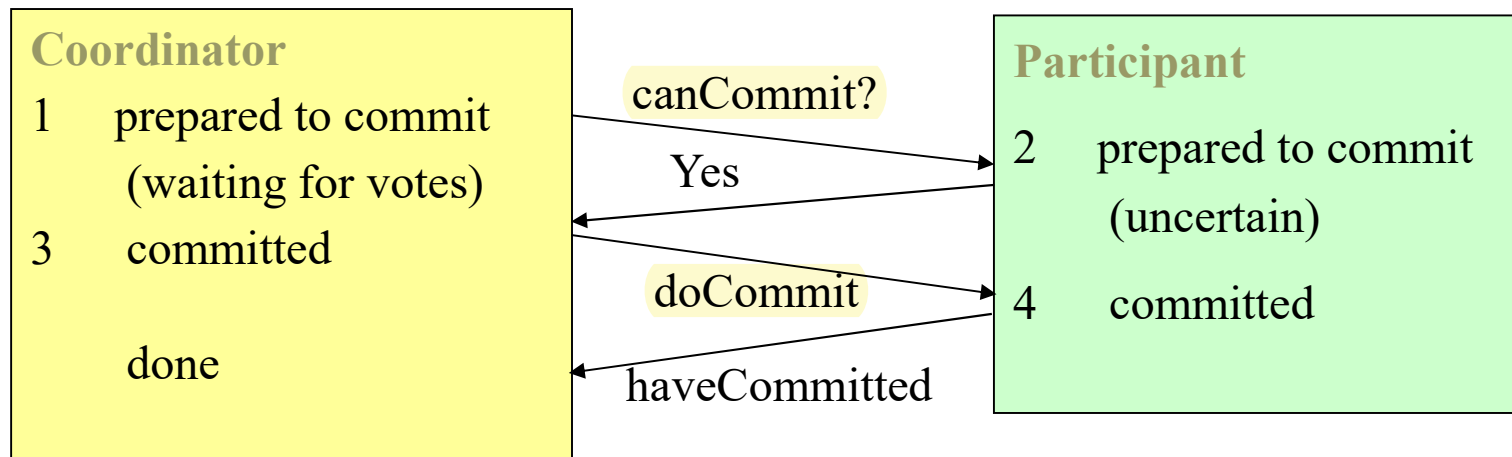 Coordinator
1 prepared to commit
(waiting for votes)
3 committed
done
canCommit?
Yes
doCommit
haveCommitted
Participant
2 prepared to commit
(uncertain)
4 committed